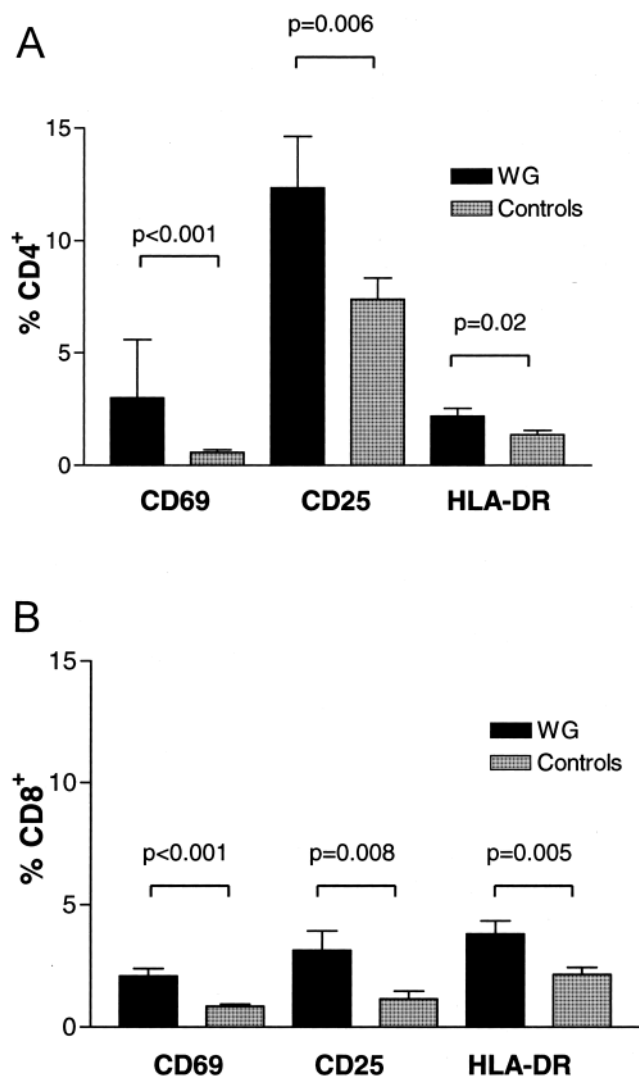 A
p=0.006
15
WG
Controls
10
p<0.001
% CD4+
p=0.02
5
0
CD69 CD25 HLA-DR
B
15
WG
Controls
10
% CD8+
p<0.001 p=0.008 p=0.005
5
0
CD69 CD25 HLA-DR